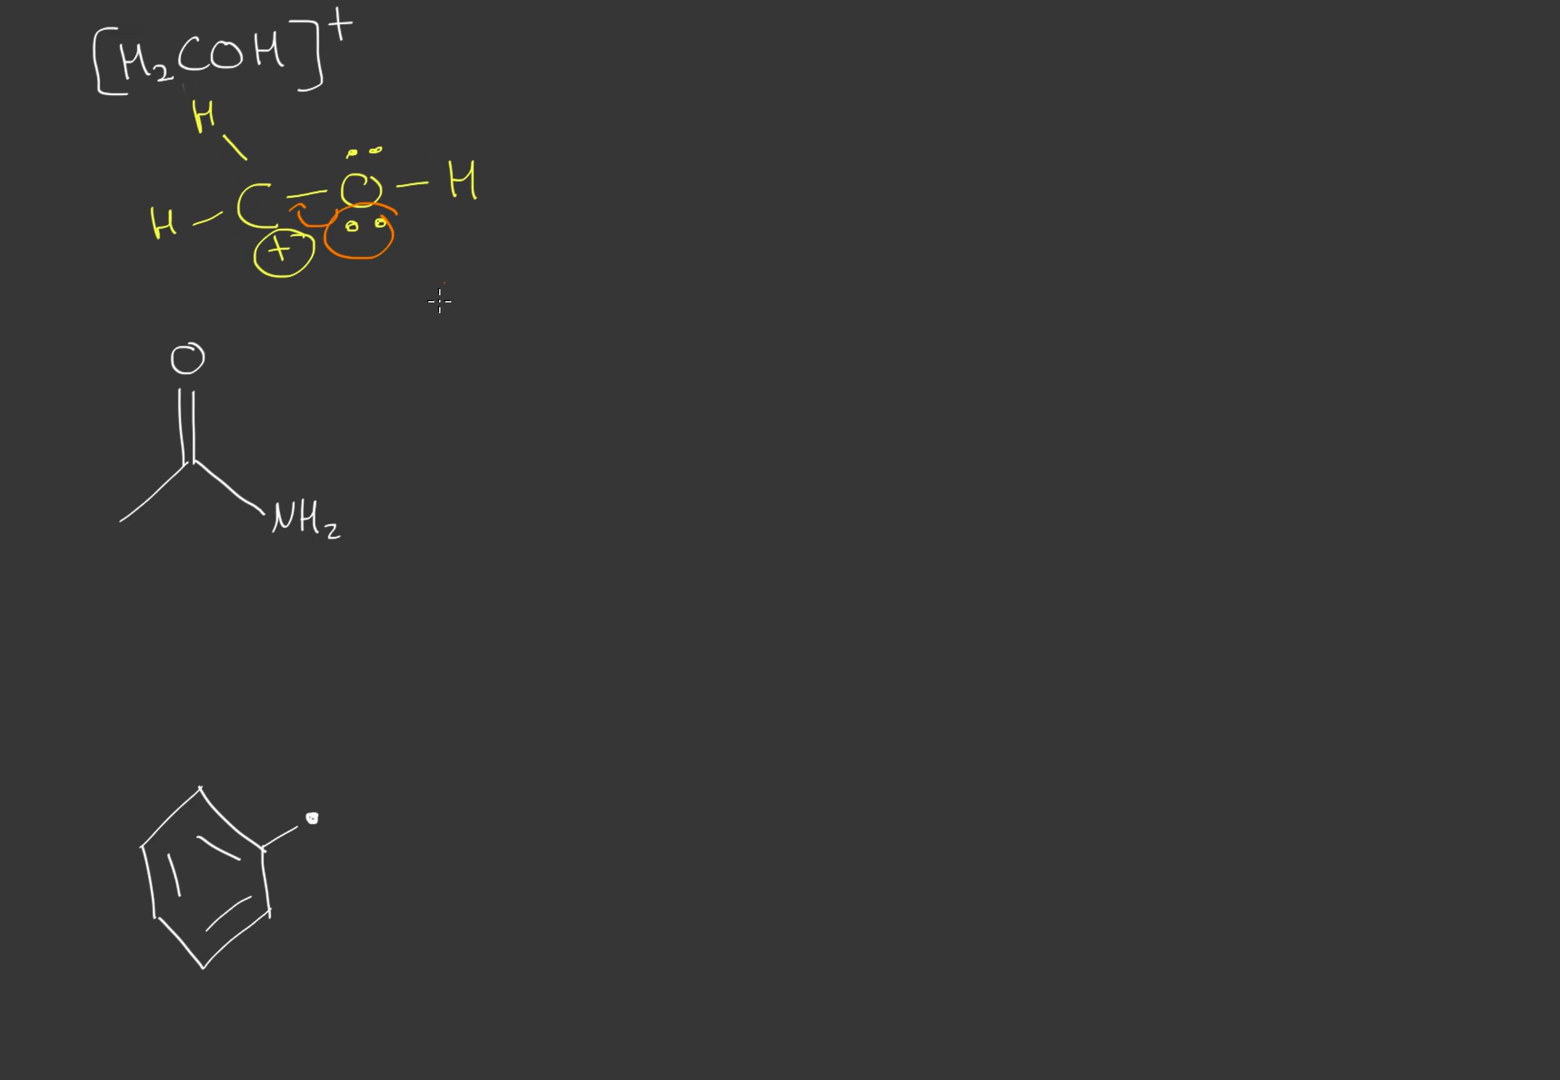 [H₂COH]⁺
H
H – C – O – H
+
O
NH₂